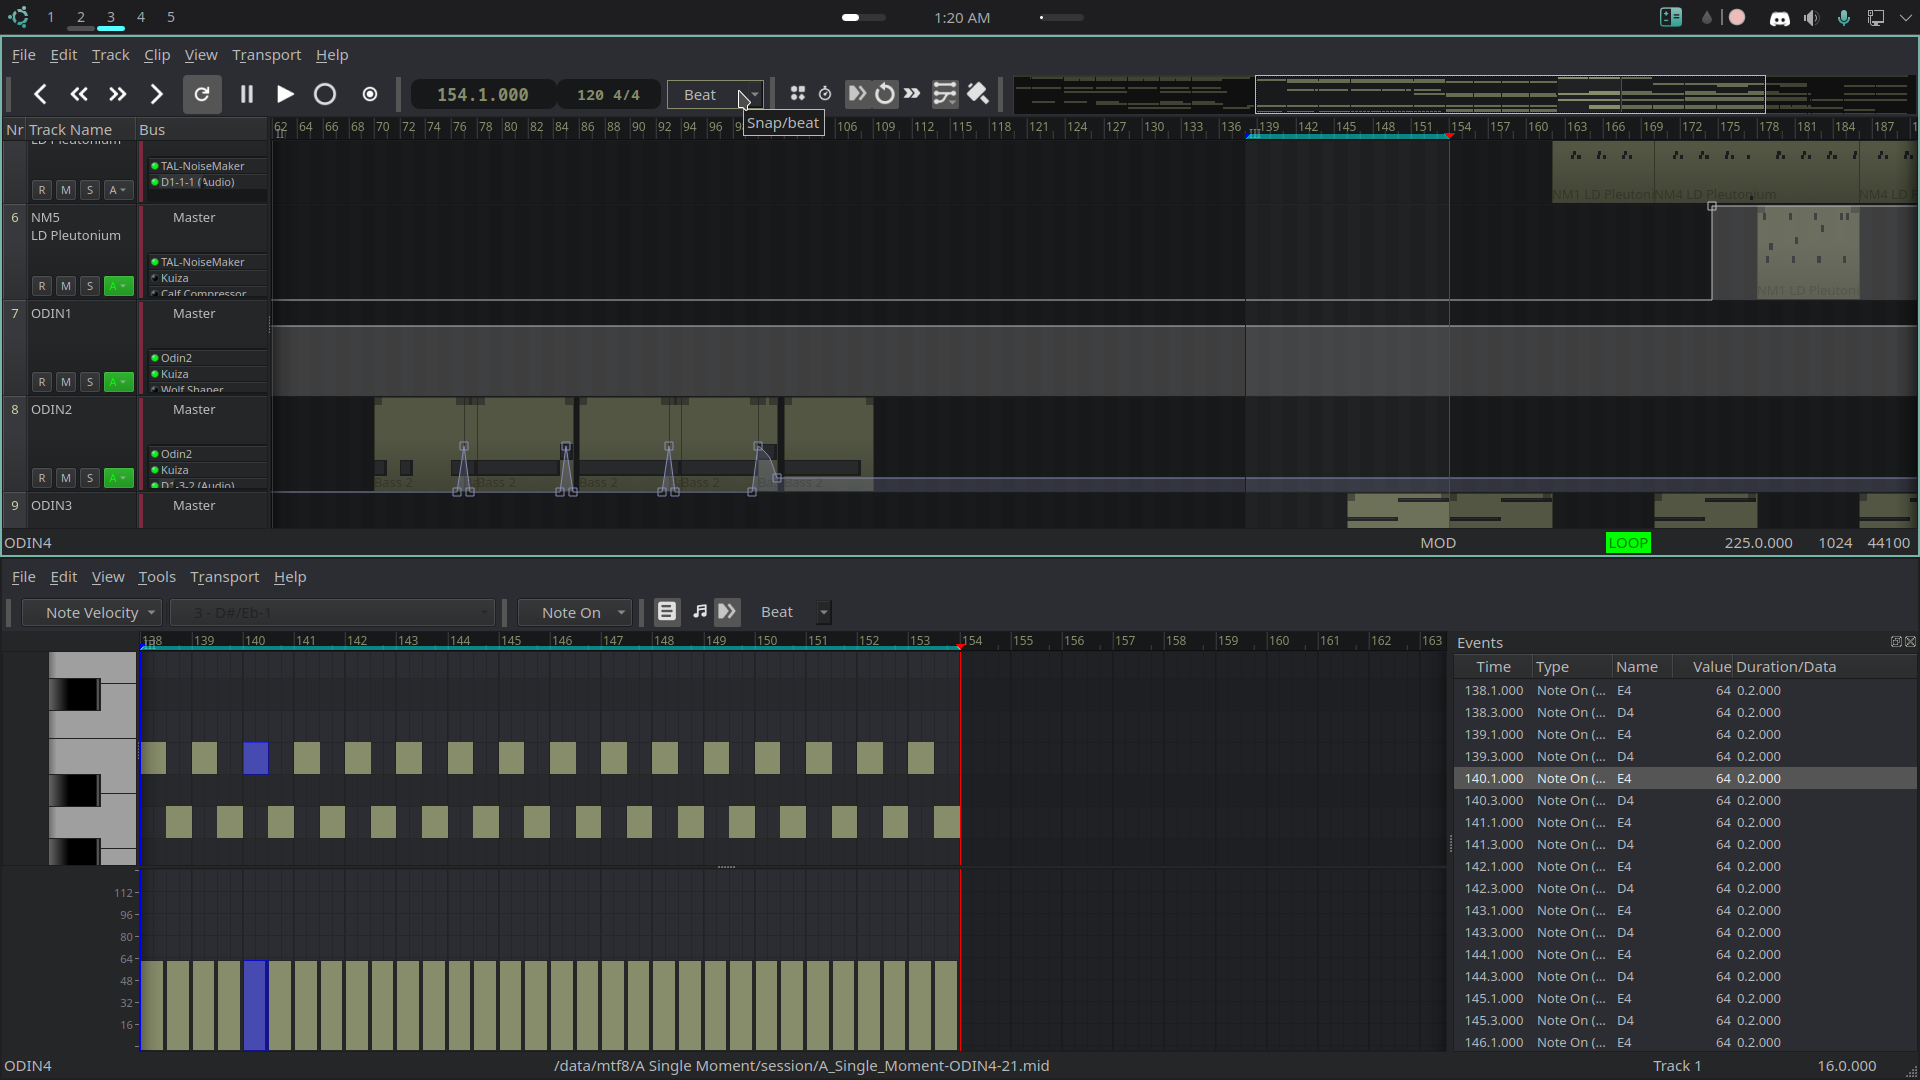 1 2 3 4 5
1:20 AM
File Edit Track Clip View Transport Help
154.1.000 120 4/4 Beat
Snap/beat
Nr Track Name Bus
62 64 66 68 70 72 74 76 78 80 82 84 86 88 90 92 94 96 106 109 112 115 118 121 124 127 130 133 136 139 142 145 148 151 154 157 160 163 166 169 172 175 178 181 184 187
LD Pleutonium
TAL-NoiseMaker
D1-1-1 (Audio)
R M S A
NM1 LD Pleuton NM4 LD Pleutonium NM4 LD P
6 NM5 Master
LD Pleutonium
TAL-NoiseMaker
Kuiza
Calf Compressor
R M S A
NM1 LD Pleuton
7 ODIN1 Master
Odin2
Kuiza
Wolf Shaper
R M S A
8 ODIN2 Master
Odin2
Kuiza
D1-3-2 (Audio)
R M S A
Bass 2 Bass 2 Bass 2 Bass 2 Bass 2
9 ODIN3 Master
ODIN4 MOD LOOP 225.0.000 1024 44100
File Edit View Tools Transport Help
Note Velocity 3 - D#/Eb-1 Note On Beat
138 139 140 141 142 143 144 145 146 147 148 149 150 151 152 153 154 155 156 157 158 159 160 161 162 163
Events
Time Type Name Value Duration/Data
138.1.000 Note On (... E4 64 0.2.000
138.3.000 Note On (... D4 64 0.2.000
139.1.000 Note On (... E4 64 0.2.000
139.3.000 Note On (... D4 64 0.2.000
140.1.000 Note On (... E4 64 0.2.000
140.3.000 Note On (... D4 64 0.2.000
141.1.000 Note On (... E4 64 0.2.000
141.3.000 Note On (... D4 64 0.2.000
142.1.000 Note On (... E4 64 0.2.000
142.3.000 Note On (... D4 64 0.2.000
143.1.000 Note On (... E4 64 0.2.000
143.3.000 Note On (... D4 64 0.2.000
144.1.000 Note On (... E4 64 0.2.000
144.3.000 Note On (... D4 64 0.2.000
145.1.000 Note On (... E4 64 0.2.000
145.3.000 Note On (... D4 64 0.2.000
146.1.000 Note On (... E4 64 0.2.000
112
96
80
64
48
32
16
ODIN4 /data/mtf8/A Single Moment/session/A_Single_Moment-ODIN4-21.mid Track 1 16.0.000